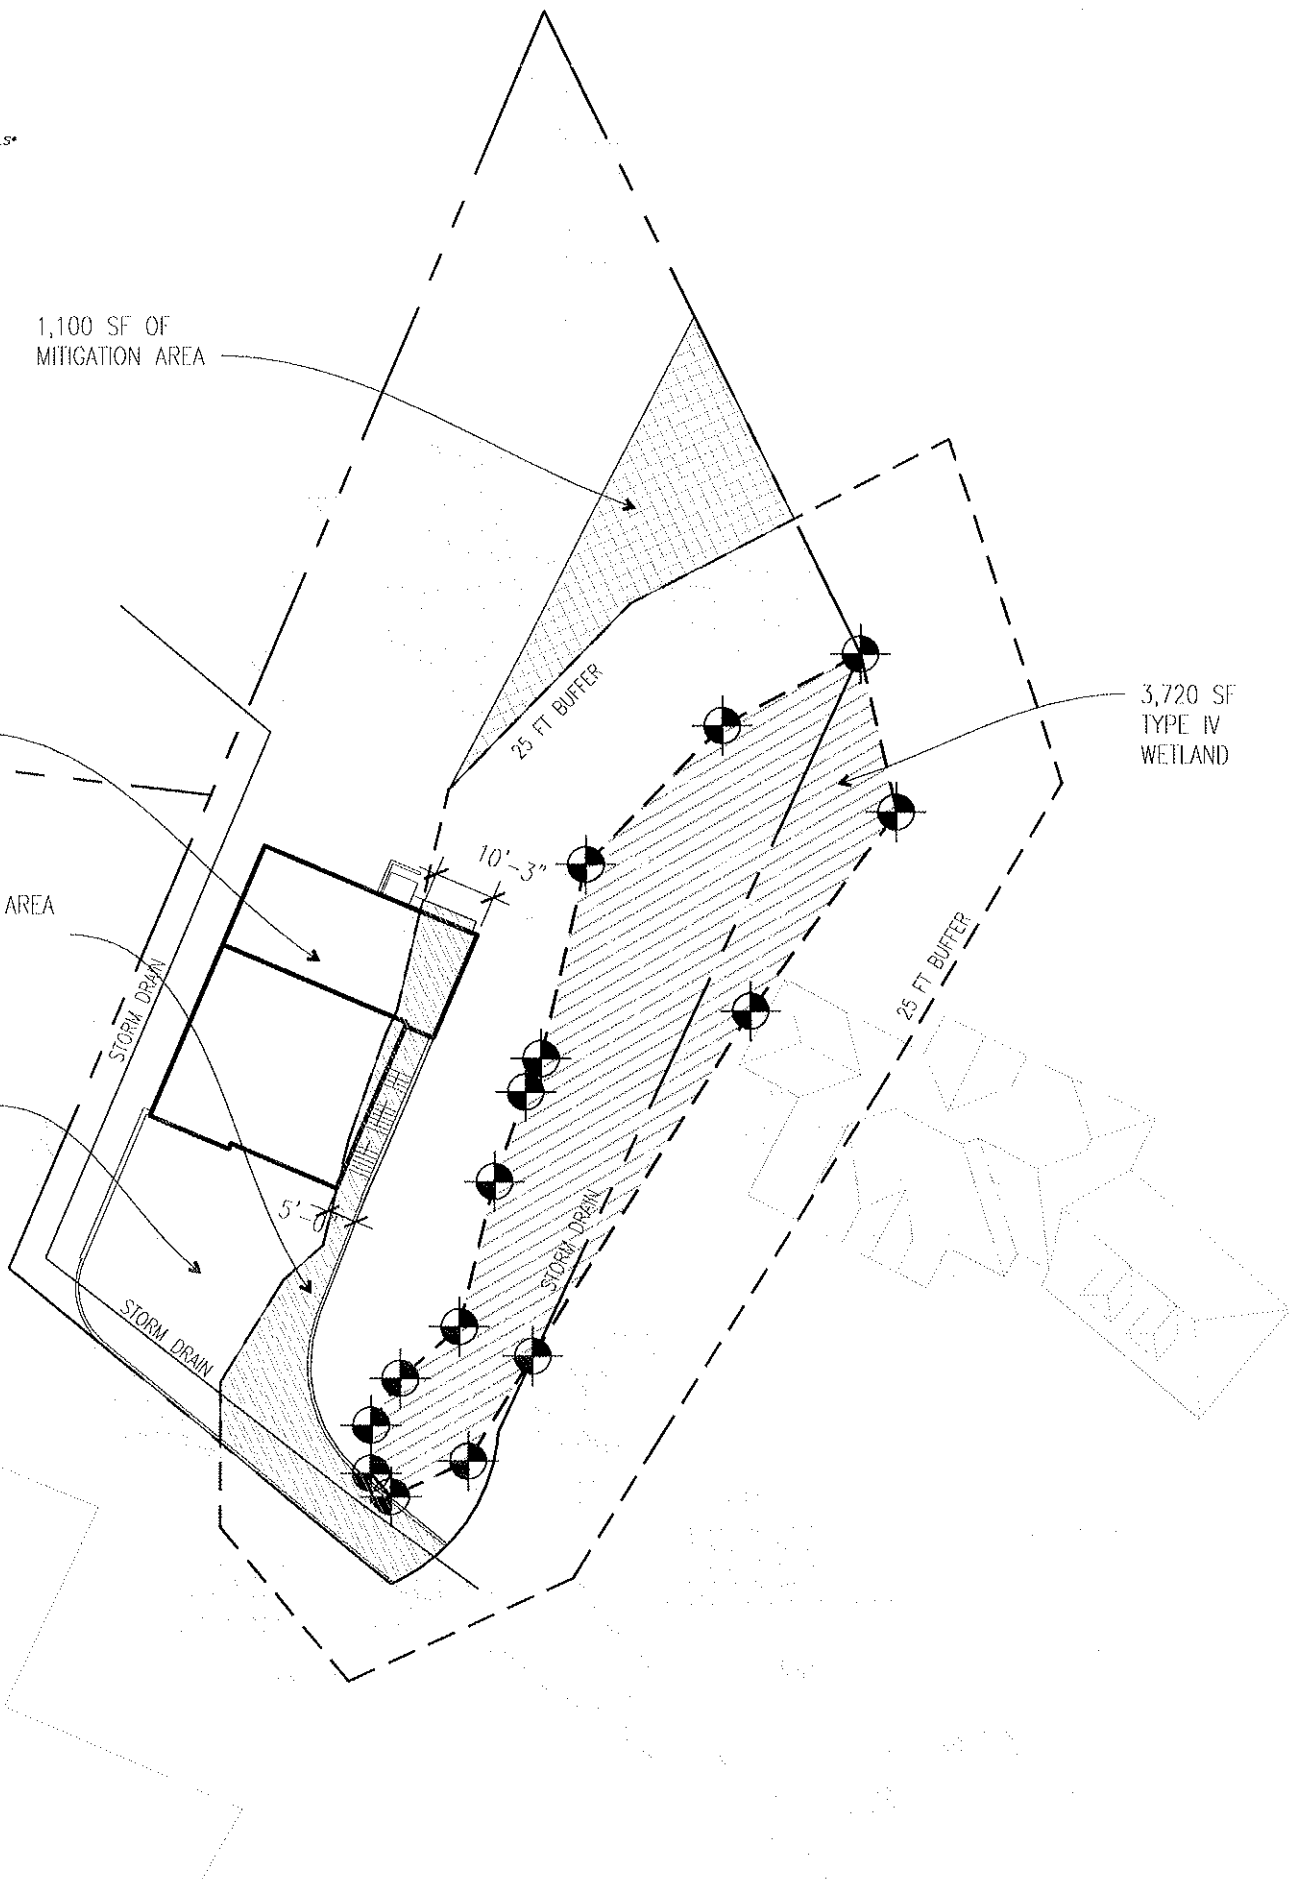 1,100 SF OF
MITIGATION AREA
25 FT BUFFER
3,720 SF
TYPE IV
WETLAND
10'-3"
AREA
25 FT BUFFER
STORM DRAIN
5'-0
STORM DRAIN
STORM DRAIN